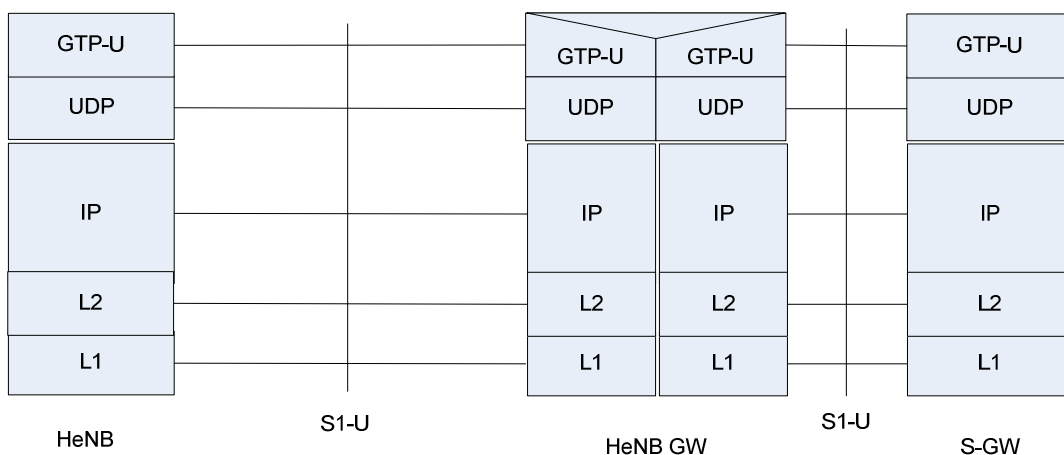 GTP-U
GTP-U
GTP-U
GTP-U
UDP
UDP
UDP
UDP
IP
IP
IP
IP
L2
L2
L2
L2
L1
L1
L1
L1
S1-U
S1-U
HeNB
HeNB GW
S-GW